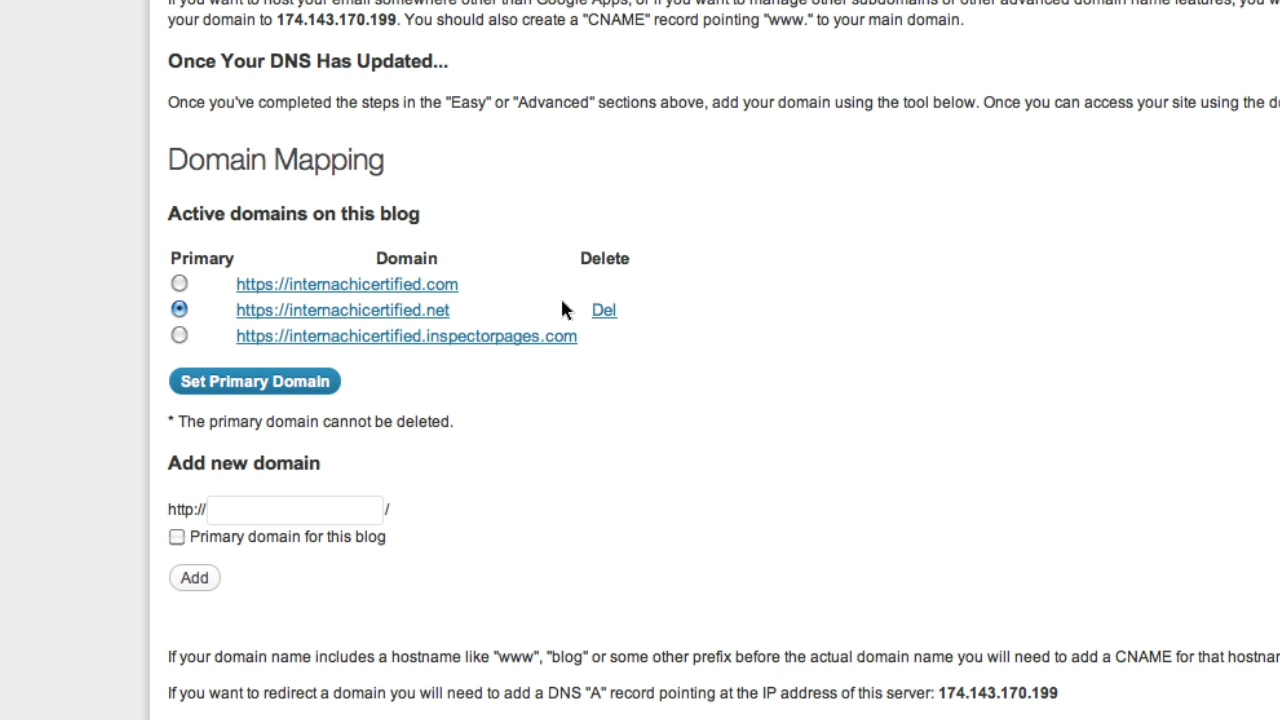 your domain to 174.143.170.199. You should also create a "CNAME" record pointing "www." to your main domain.
Once Your DNS Has Updated...
Once you've completed the steps in the "Easy" or "Advanced" sections above, add your domain using the tool below. Once you can access your site using the d
Domain Mapping
Active domains on this blog
Primary Domain Delete
https://internachicertified.com
https://internachicertified.net Del
https://internachicertified.inspectorpages.com
Set Primary Domain
* The primary domain cannot be deleted.
Add new domain
http:// /
Primary domain for this blog
Add
If your domain name includes a hostname like "www", "blog" or some other prefix before the actual domain name you will need to add a CNAME for that hostnar
If you want to redirect a domain you will need to add a DNS "A" record pointing at the IP address of this server: 174.143.170.199